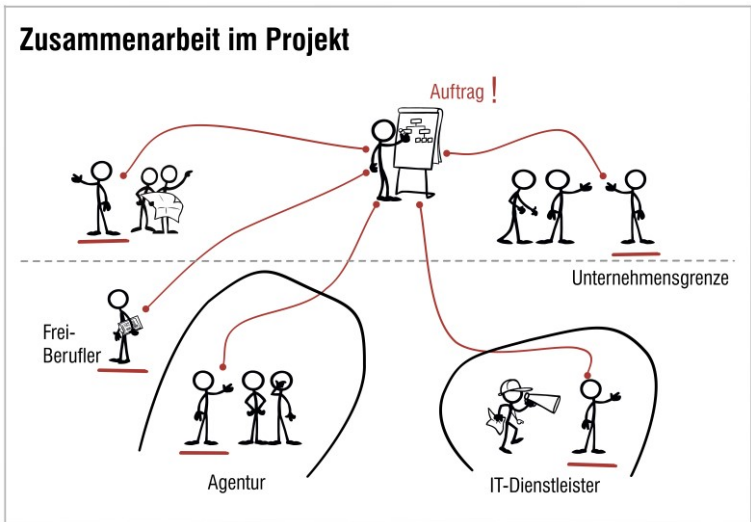 Zusammenarbeit im Projekt
Auftrag !
Unternehmensgrenze
Frei-
Berufler
Agentur
IT-Dienstleister